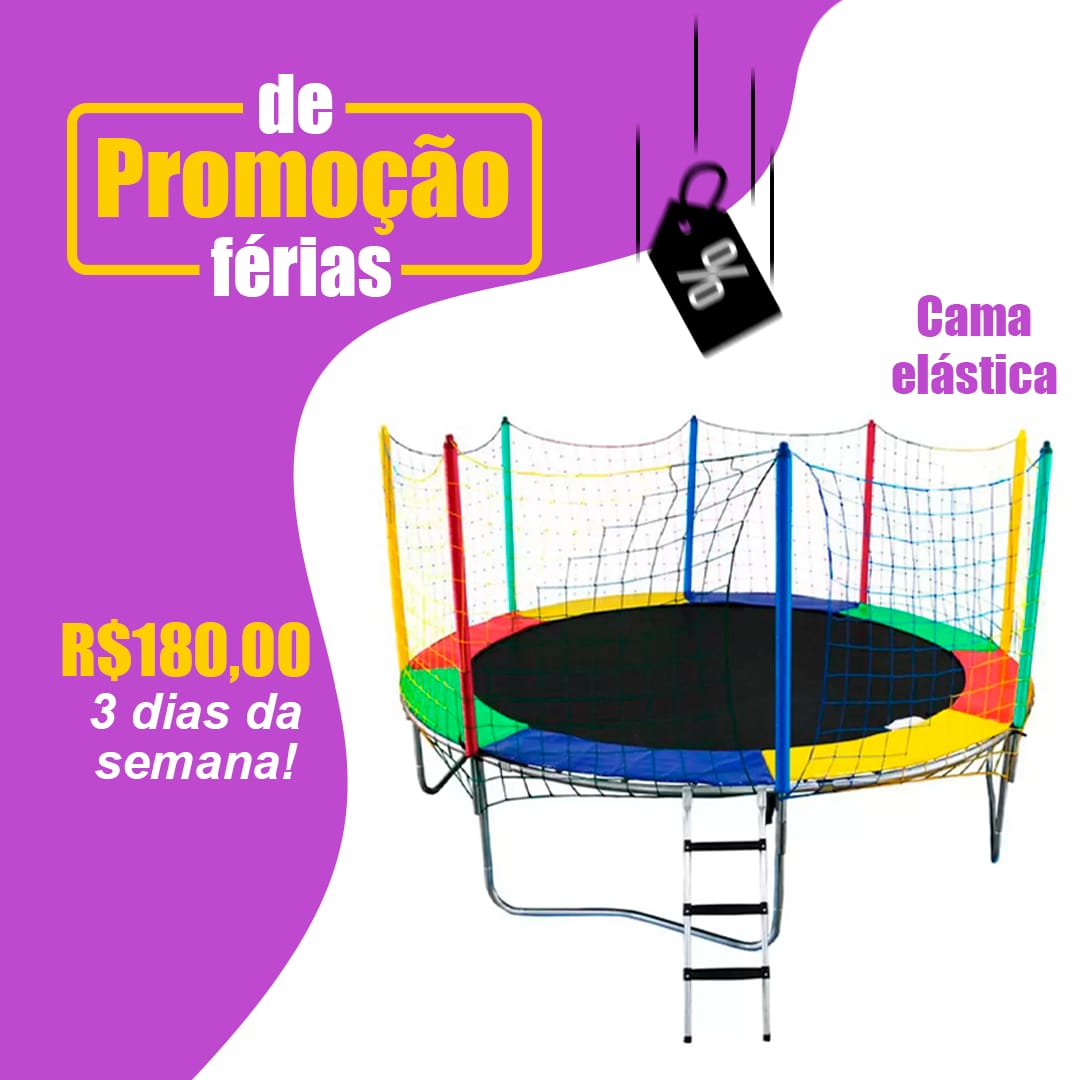 de
Promoção
férias
%
Cama
elástica
R$180,00
3 dias da
semana!